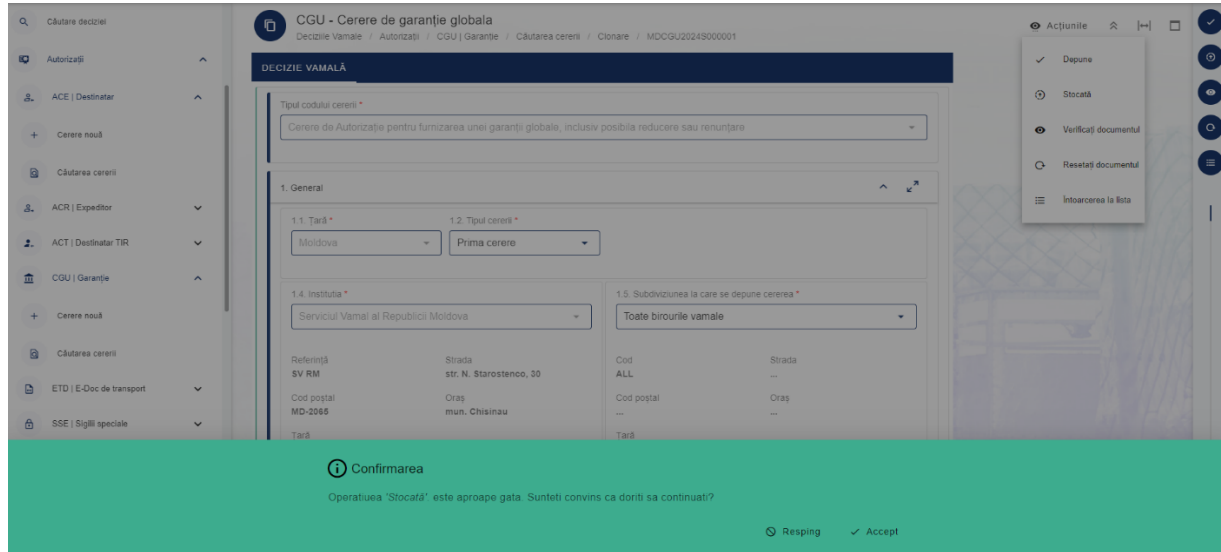 Căutare deciziei
Autorizații
ACE | Destinatar
Cerere nouă
Căutarea cererii
ACR | Expeditor
ACT | Destinatar TIR
CGU | Garanție
Cerere nouă
Căutarea cererii
ETD | E-Doc de transport
SSE | Sigilii speciale
CGU - Cerere de garanție globala
Deciziile Vamale / Autorizații / CGU | Garanție / Căutarea cererii / Clonare / MDCGU2024S000001
Acțiunile
Depune
Stocată
Verificați documentul
Resetați documentul
Întoarcerea la lista
DECIZIE VAMALĂ
Tipul codului cererii *
Cerere de Autorizație pentru furnizarea unei garanții globale, inclusiv posibila reducere sau renunțare
1. General
1.1. Țară * 1.2. Tipul cererii *
Moldova Prima cerere
1.4. Institutia * 1.5. Subdiviziunea la care se depune cererea *
Serviciul Vamal al Republicii Moldova Toate birourile vamale
Referință Strada Cod Strada
SV RM str. N. Starostenco, 30 ALL ...
Cod poștal Oraș Cod poștal Oraș
MD-2065 mun. Chisinau ... ...
Țară Țară
Confirmarea
Operatiuea 'Stocată'. este aproape gata. Sunteti convins ca doriti sa continuati?
Resping Accept